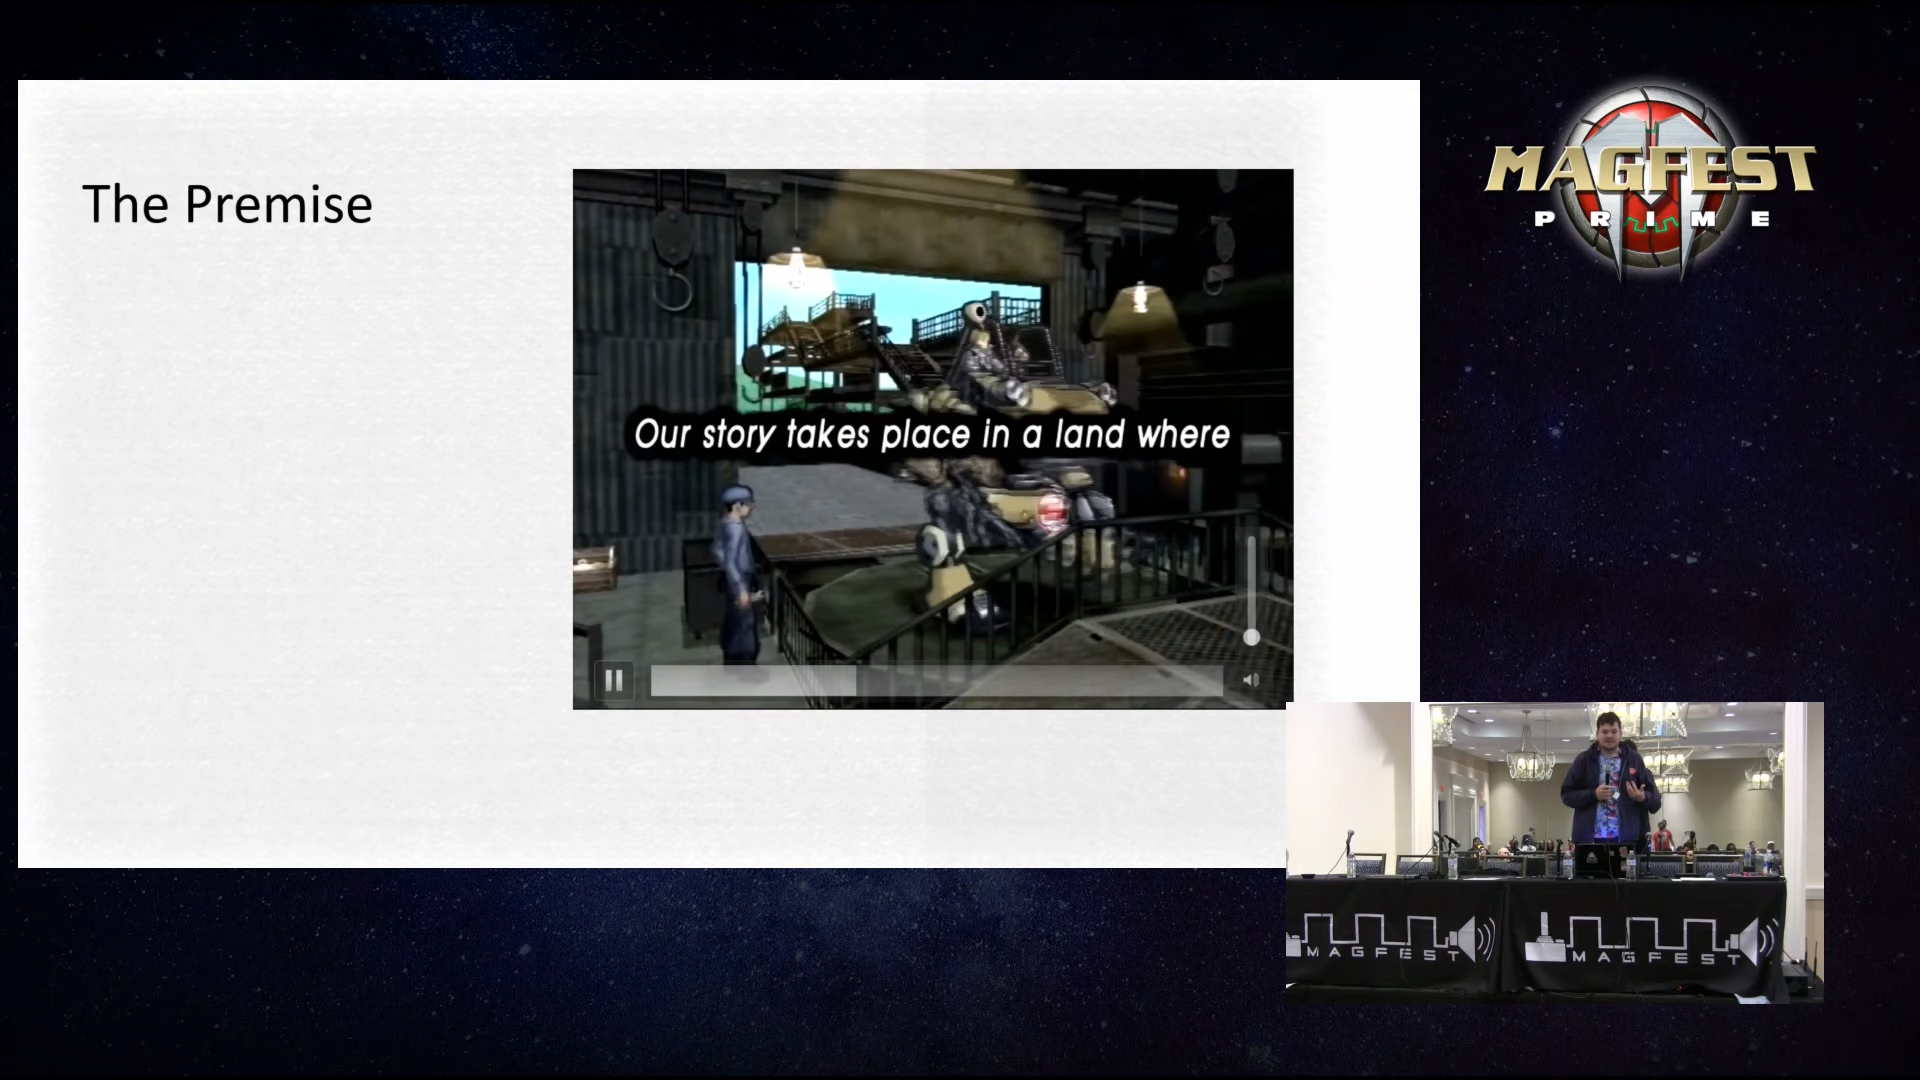 The Premise
Our story takes place in a land where
MAGFEST
PRIME
MAGFEST
MAGFEST